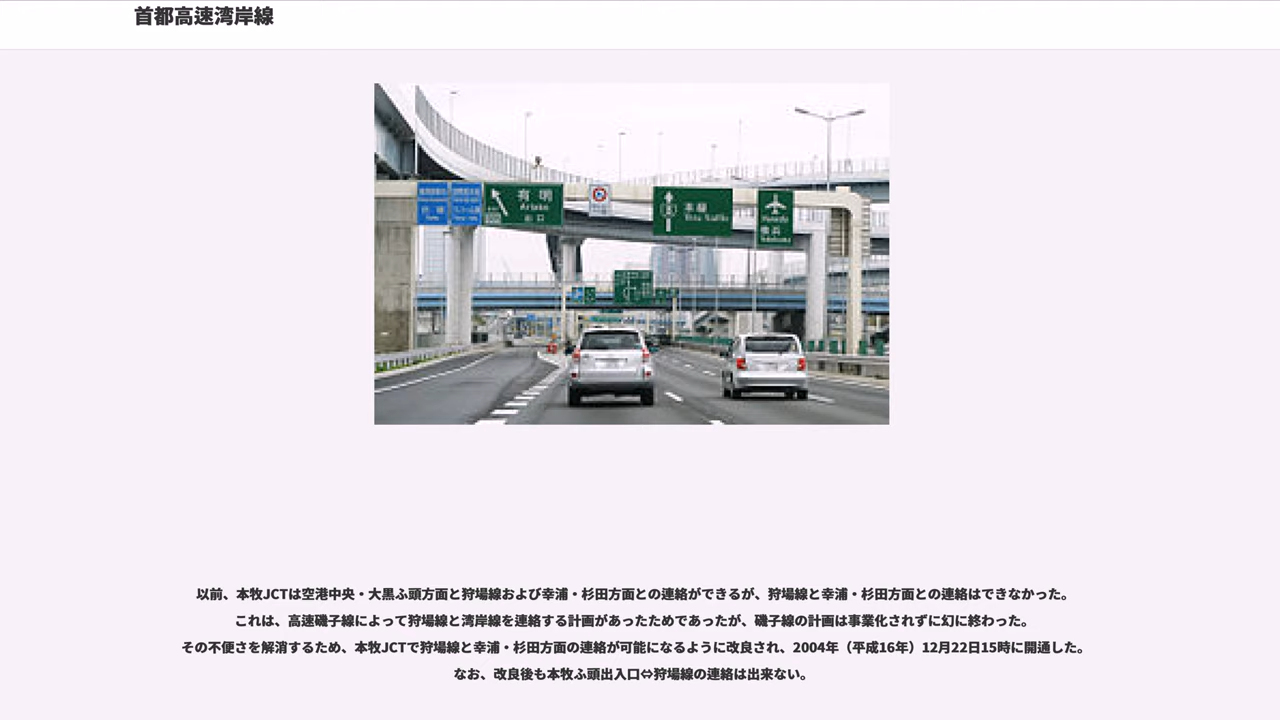 首都高速湾岸線
有明
Ariake
出口
本線
Thru Traffic
Haneda
横浜
Yokohama
以前、本牧JCTは空港中央・大黒ふ頭方面と狩場線および幸浦・杉田方面との連絡ができるが、狩場線と幸浦・杉田方面との連絡はできなかった。
これは、高速磯子線によって狩場線と湾岸線を連絡する計画があったためであったが、磯子線の計画は事業化されずに幻に終わった。
その不便さを解消するため、本牧JCTで狩場線と幸浦・杉田方面の連絡が可能になるように改良され、2004年（平成16年）12月22日15時に開通した。
なお、改良後も本牧ふ頭出入口⇔狩場線の連絡は出来ない。